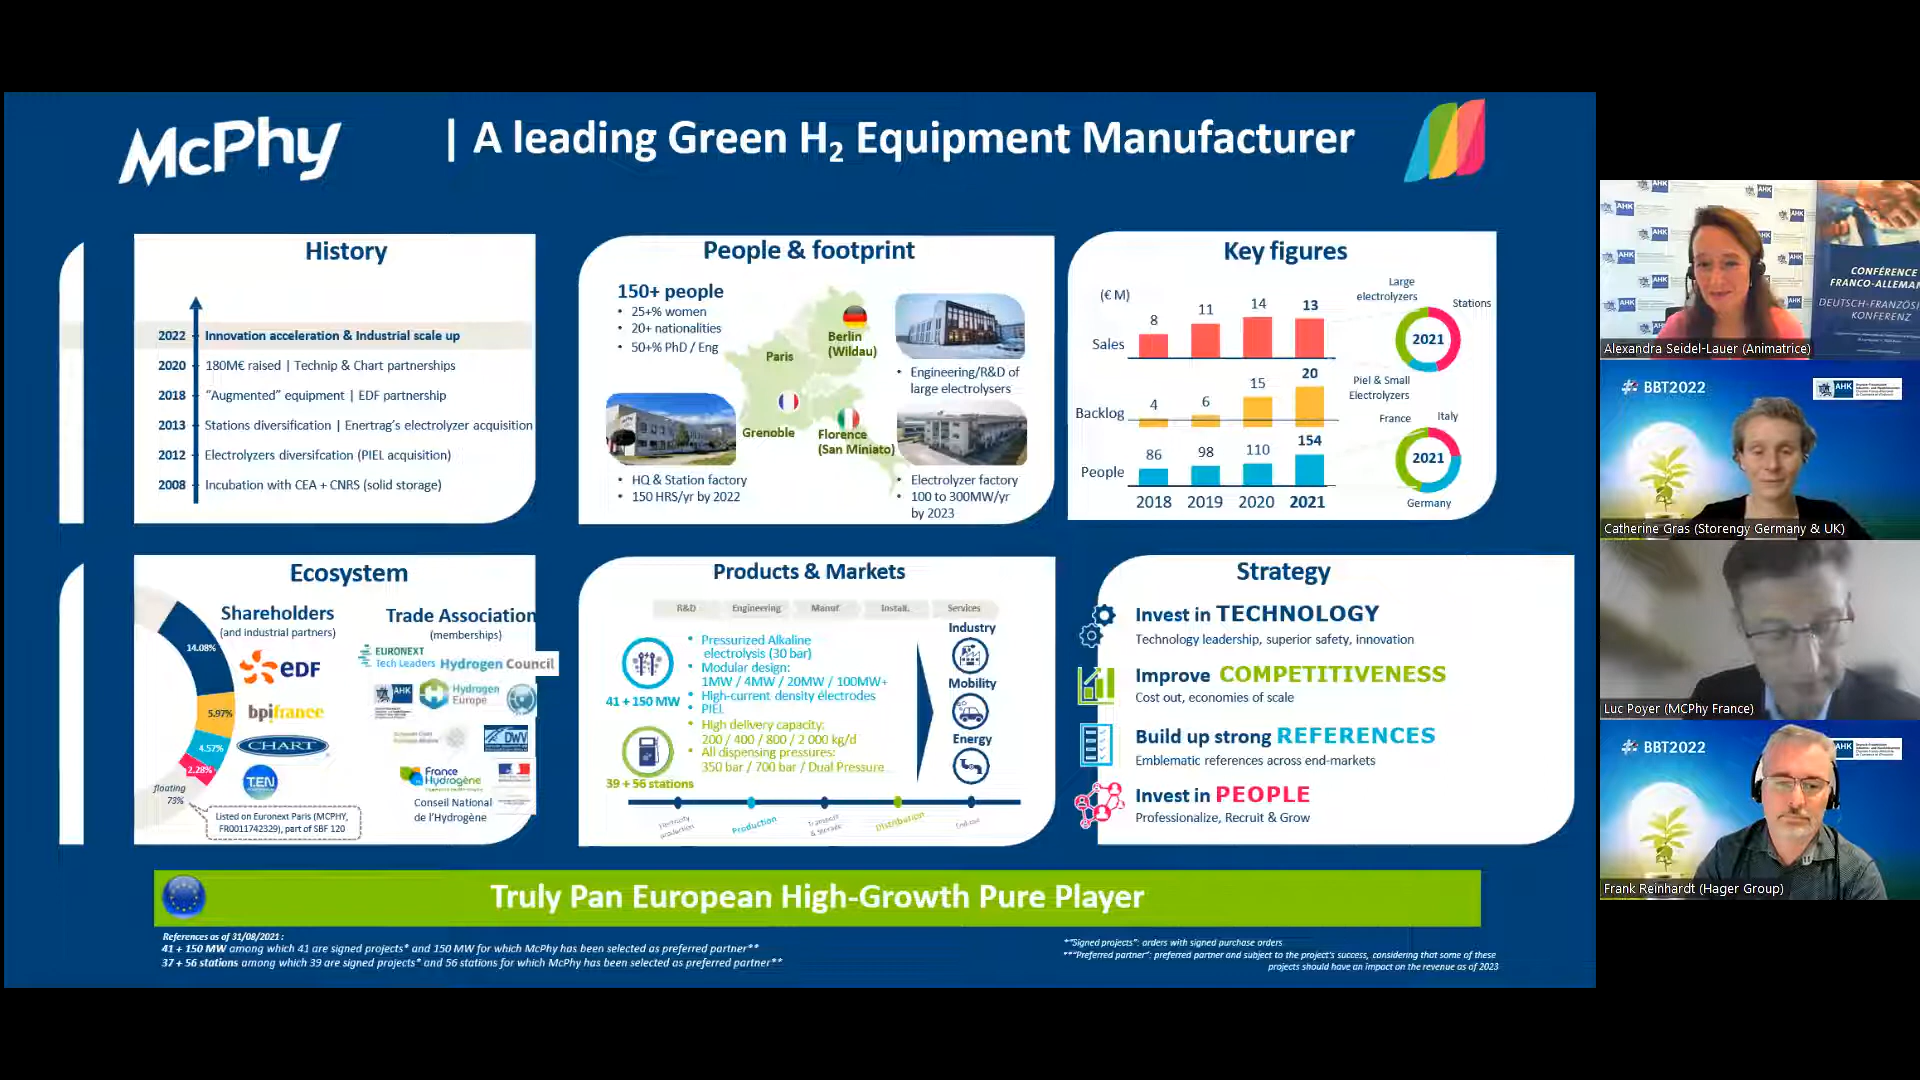 McPhy
| A leading Green H2 Equipment Manufacturer
History
2022 Innovation acceleration & Industrial scale up
2020 180M€ raised | Technip & Chart partnerships
2018 “Augmented” equipment | EDF partnership
2013 Stations diversification | Enertrag’s electrolyzer acquisition
2012 Electrolyzers diversifcation (PIEL acquisition)
2008 Incubation with CEA + CNRS (solid storage)
People & footprint
150+ people
• 25+% women
• 20+ nationalities
• 50+% PhD / Eng
Paris
Berlin
(Wildau)
Grenoble
Florence
(San Miniato)
• Engineering/R&D of
large electrolysers
• HQ & Station factory
• 150 HRS/yr by 2022
• Electrolyzer factory
• 100 to 300MW/yr
by 2023
Key figures
(€ M)
Sales
8 11 14 13
Backlog
4 6 15 20
People
86 98 110 154
2018 2019 2020 2021
Large
electrolyzers
Stations
2021
Piel & Small
Electrolyzers
France
Italy
2021
Germany
Ecosystem
Shareholders
(and industrial partners)
14.08%
5.97%
4.57%
2.28%
floating
73%
eDF
bpifrance
CHART
T.EN
Listed on Euronext Paris (MCPHY,
FR0011742329), part of SBF 120
Trade Association
(memberships)
EURONEXT
Tech Leaders
Hydrogen Council
AHK
Hydrogen
Europe
DWV
France
Hydrogène
Conseil National
de l’Hydrogène
Products & Markets
R&D Engineering Manuf. Install. Services
41 + 150 MW
• Pressurized Alkaline
electrolysis (30 bar)
• Modular design:
1MW / 4MW / 20MW / 100MW+
• High-current density électrodes
• PIEL
39 + 56 stations
• High delivery capacity:
200 / 400 / 800 / 2 000 kg/d
• All dispensing pressures:
350 bar / 700 bar / Dual Pressure
Industry
Mobility
Energy
Electricity
production
Production
Transport
& storage
Distribution
End-use
Strategy
Invest in TECHNOLOGY
Technology leadership, superior safety, innovation
Improve COMPETITIVENESS
Cost out, economies of scale
Build up strong REFERENCES
Emblematic references across end-markets
Invest in PEOPLE
Professionalize, Recruit & Grow
Truly Pan European High-Growth Pure Player
References as of 31/08/2021 :
41 + 150 MW among which 41 are signed projects* and 150 MW for which McPhy has been selected as preferred partner**
37 + 56 stations among which 39 are signed projects* and 56 stations for which McPhy has been selected as preferred partner**
*“Signed projects”: orders with signed purchase orders
**“Preferred partner”: preferred partner and subject to the project’s success, considering that some of these
projects should have an impact on the revenue as of 2023
AHK
CONFÉRENCE
FRANCO-ALLEMAN
DEUTSCH-FRANZÖSI
KONFERENZ
Alexandra Seidel-Lauer (Animatrice)
BBT2022
AHK
Catherine Gras (Storengy Germany & UK)
Luc Poyer (MCPhy France)
BBT2022
AHK
Frank Reinhardt (Hager Group)